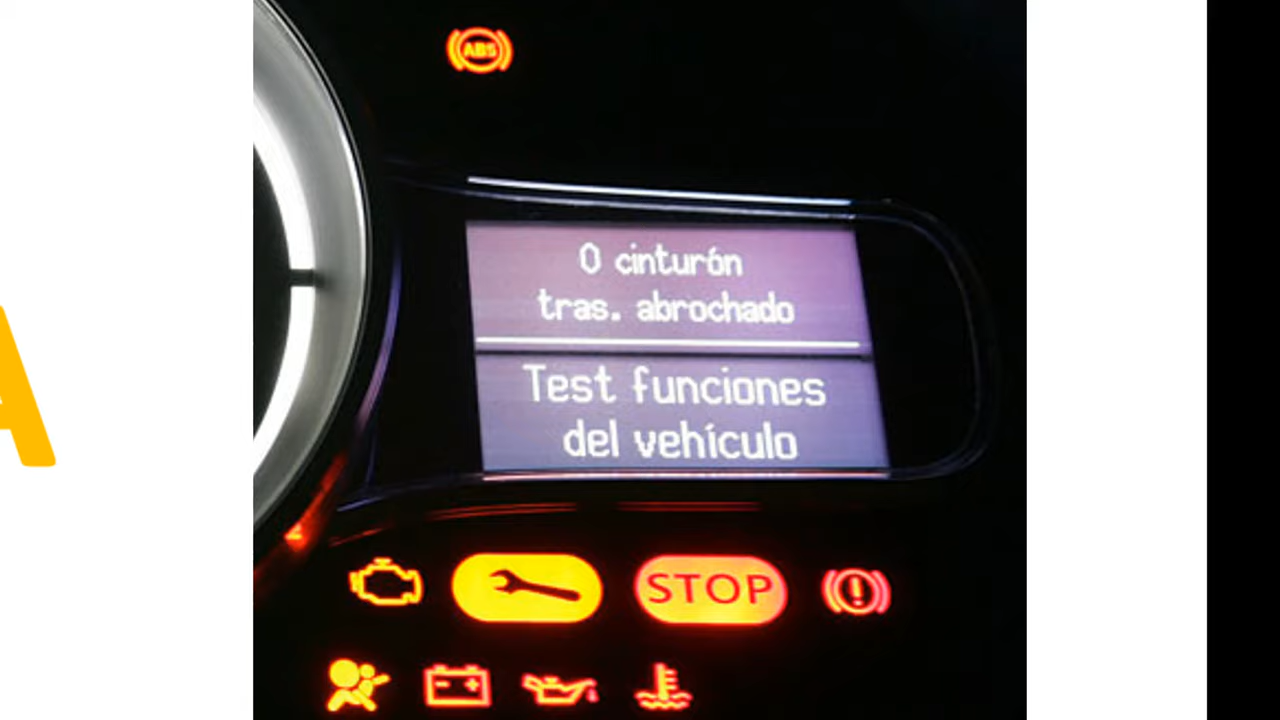 ABS
0 cinturón
tras. abrochado
Test funciones
del vehículo
STOP
A